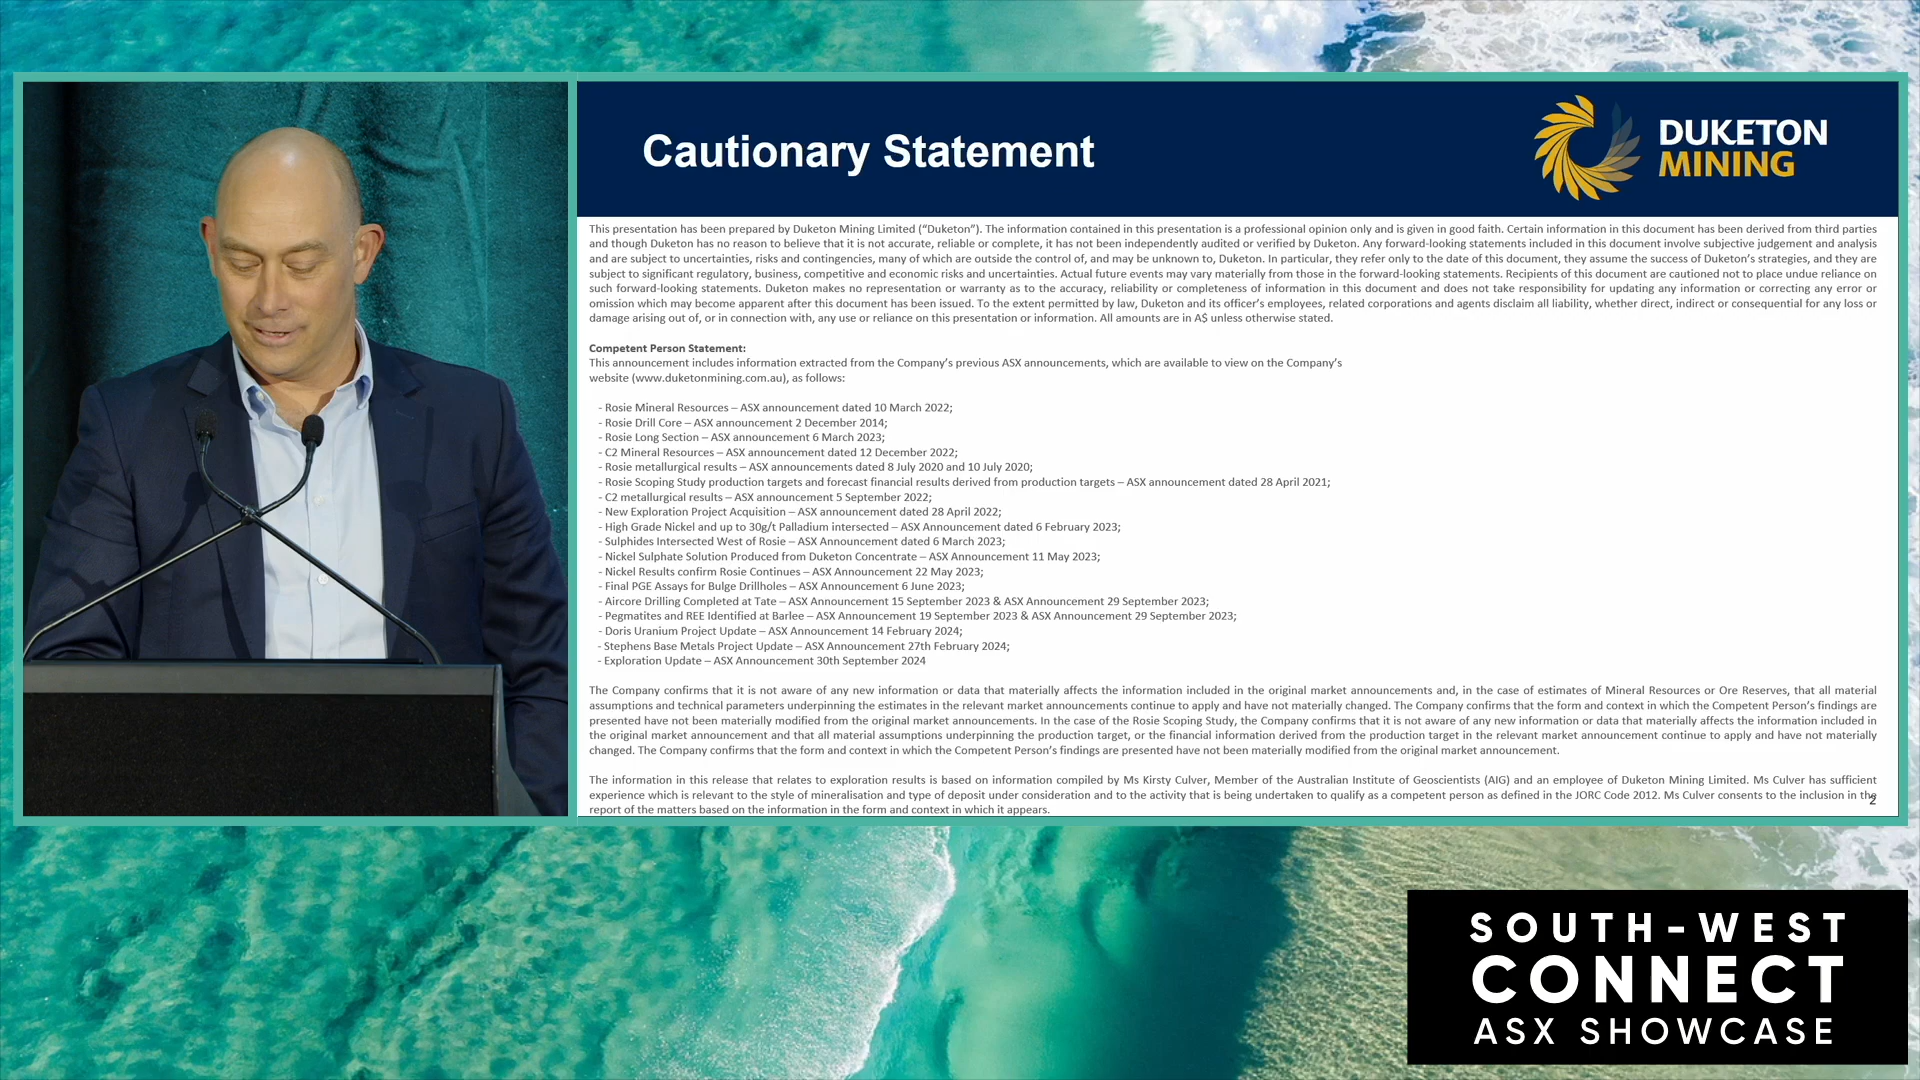 Cautionary Statement
DUKETON
MINING
This presentation has been prepared by Duketon Mining Limited (“Duketon”). The information contained in this presentation is a professional opinion only and is given in good faith. Certain information in this document has been derived from third parties
and though Duketon has no reason to believe that it is not accurate, reliable or complete, it has not been independently audited or verified by Duketon. Any forward-looking statements included in this document involve subjective judgement and analysis
and are subject to uncertainties, risks and contingencies, many of which are outside the control of, and may be unknown to, Duketon. In particular, they refer only to the date of this document, they assume the success of Duketon’s strategies, and they are
subject to significant regulatory, business, competitive and economic risks and uncertainties. Actual future events may vary materially from those in the forward-looking statements. Recipients of this document are cautioned not to place undue reliance on
such forward-looking statements. Duketon makes no representation or warranty as to the accuracy, reliability or completeness of information in this document and does not take responsibility for updating any information or correcting any error or
omission which may become apparent after this document has been issued. To the extent permitted by law, Duketon and its officer’s employees, related corporations and agents disclaim all liability, whether direct, indirect or consequential for any loss or
damage arising out of, or in connection with, any use or reliance on this presentation or information. All amounts are in A$ unless otherwise stated.
Competent Person Statement:
This announcement includes information extracted from the Company’s previous ASX announcements, which are available to view on the Company’s
website (www.duketonmining.com.au), as follows:
- Rosie Mineral Resources – ASX announcement dated 10 March 2022;
- Rosie Drill Core – ASX announcement 2 December 2014;
- Rosie Long Section – ASX announcement 6 March 2023;
- C2 Mineral Resources – ASX announcement dated 12 December 2022;
- Rosie metallurgical results – ASX announcements dated 8 July 2020 and 10 July 2020;
- Rosie Scoping Study production targets and forecast financial results derived from production targets – ASX announcement dated 28 April 2021;
- C2 metallurgical results – ASX announcement 5 September 2022;
- New Exploration Project Acquisition – ASX announcement dated 28 April 2022;
- High Grade Nickel and up to 30g/t Palladium intersected – ASX Announcement dated 6 February 2023;
- Sulphides Intersected West of Rosie – ASX Announcement dated 6 March 2023;
- Nickel Sulphate Solution Produced from Duketon Concentrate – ASX Announcement 11 May 2023;
- Nickel Results confirm Rosie Continues – ASX Announcement 22 May 2023;
- Final PGE Assays for Bulge Drillholes – ASX Announcement 6 June 2023;
- Aircore Drilling Completed at Tate – ASX Announcement 15 September 2023 & ASX Announcement 29 September 2023;
- Pegmatites and REE Identified at Barlee – ASX Announcement 19 September 2023 & ASX Announcement 29 September 2023;
- Doris Uranium Project Update – ASX Announcement 14 February 2024;
- Stephens Base Metals Project Update – ASX Announcement 27th February 2024;
- Exploration Update – ASX Announcement 30th September 2024
The Company confirms that it is not aware of any new information or data that materially affects the information included in the original market announcements and, in the case of estimates of Mineral Resources or Ore Reserves, that all material
assumptions and technical parameters underpinning the estimates in the relevant market announcements continue to apply and have not materially changed. The Company confirms that the form and context in which the Competent Person’s findings are
presented have not been materially modified from the original market announcements. In the case of the Rosie Scoping Study, the Company confirms that it is not aware of any new information or data that materially affects the information included in
the original market announcement and that all material assumptions underpinning the production target, or the financial information derived from the production target in the relevant market announcement continue to apply and have not materially
changed. The Company confirms that the form and context in which the Competent Person’s findings are presented have not been materially modified from the original market announcement.
The information in this release that relates to exploration results is based on information compiled by Ms Kirsty Culver, Member of the Australian Institute of Geoscientists (AIG) and an employee of Duketon Mining Limited. Ms Culver has sufficient
experience which is relevant to the style of mineralisation and type of deposit under consideration and to the activity that is being undertaken to qualify as a competent person as defined in the JORC Code 2012. Ms Culver consents to the inclusion in the
report of the matters based on the information in the form and context in which it appears.
2
SOUTH-WEST
CONNECT
ASX SHOWCASE